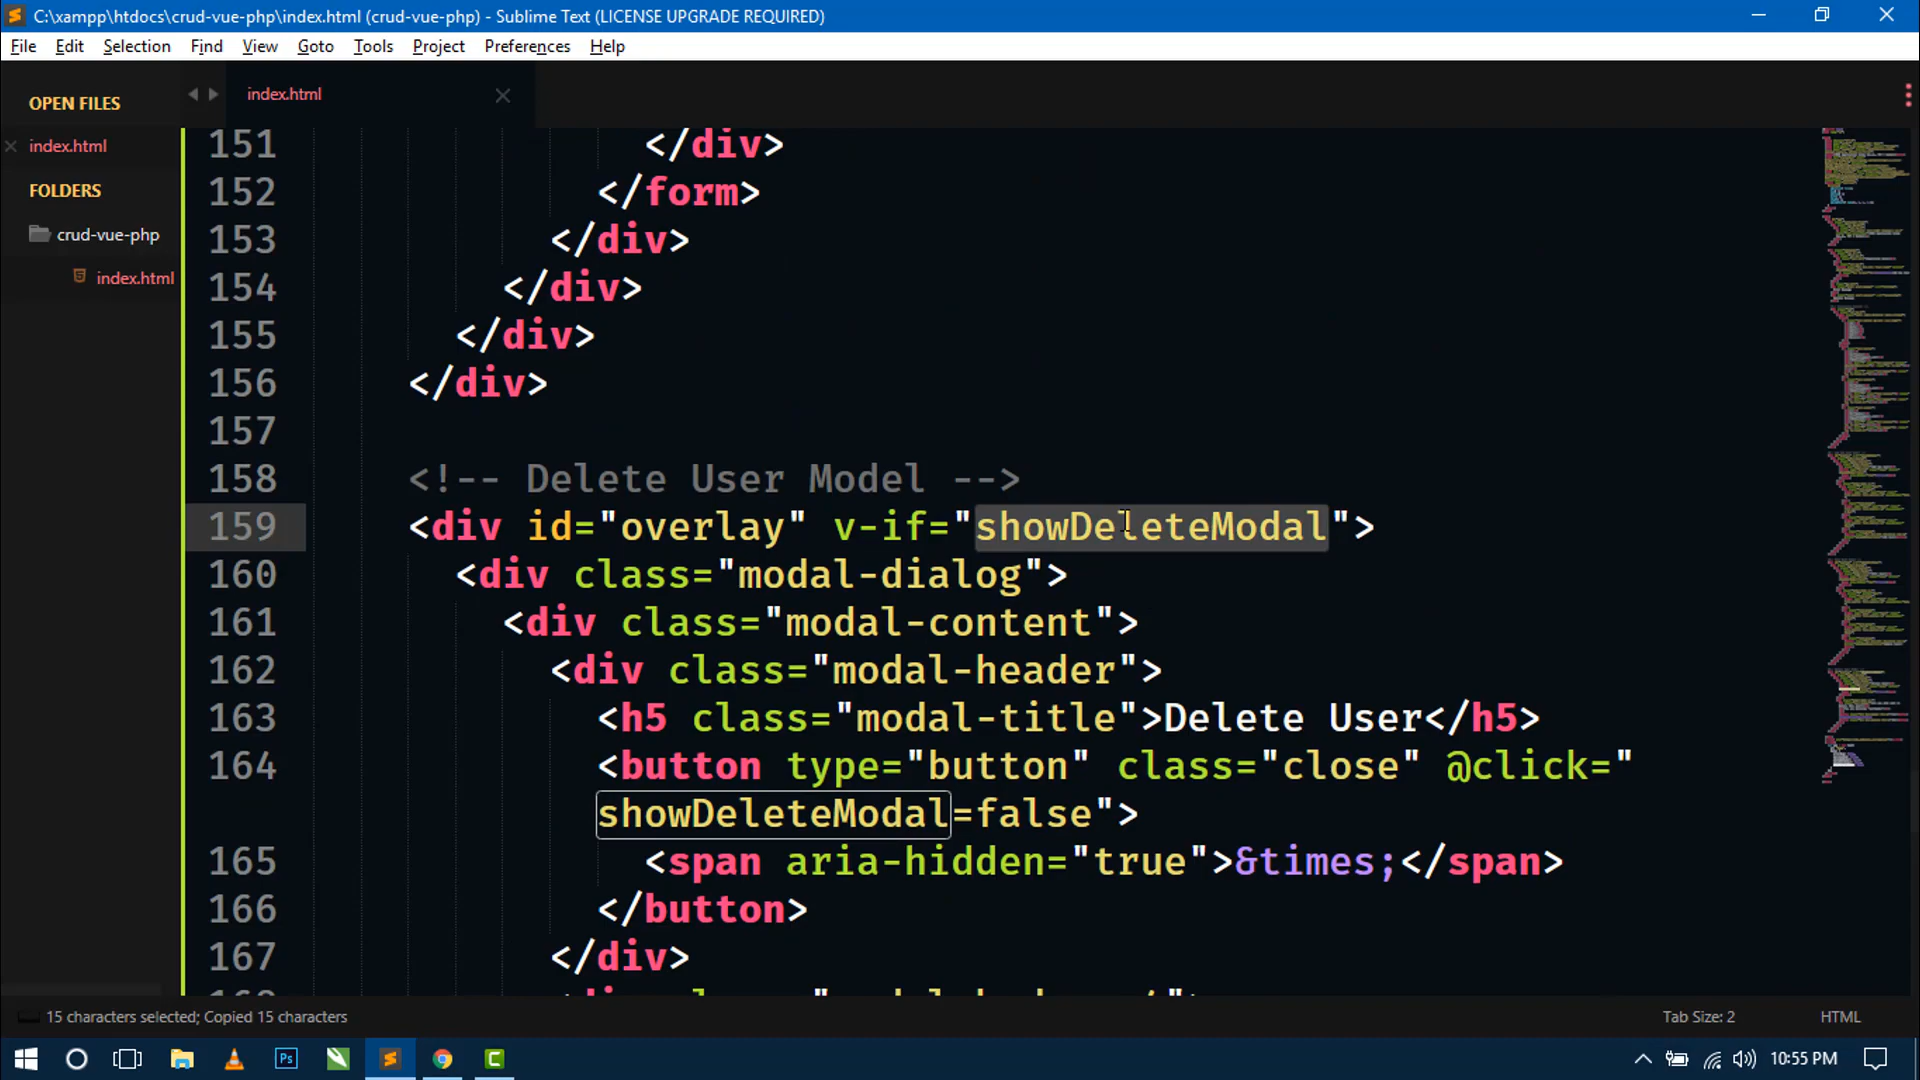 C:\xampp\htdocs\crud-vue-php\index.html (crud-vue-php) - Sublime Text (LICENSE UPGRADE REQUIRED)
File Edit Selection Find View Goto Tools Project Preferences Help
OPEN FILES
index.html
index.html
FOLDERS
crud-vue-php
index.html
151 </div>
152 </form>
153 </div>
154 </div>
155 </div>
156 </div>
157
158 <!-- Delete User Model -->
159 <div id="overlay" v-if="showDeleteModal">
160 <div class="modal-dialog">
161 <div class="modal-content">
162 <div class="modal-header">
163 <h5 class="modal-title">Delete User</h5>
164 <button type="button" class="close" @click="
showDeleteModal=false">
165 <span aria-hidden="true">&times;</span>
166 </button>
167 </div>
15 characters selected; Copied 15 characters
Tab Size: 2
HTML
Ps
10:55 PM